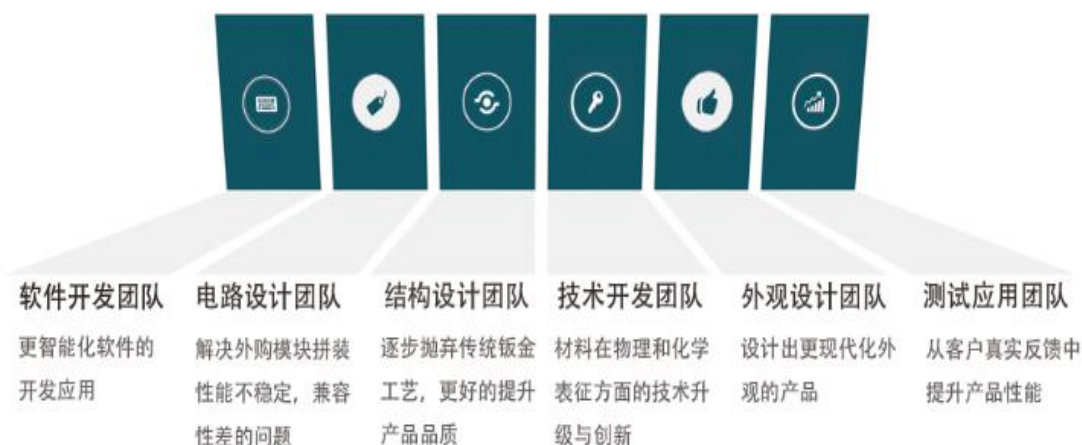 软件开发团队
更智能化软件的
开发应用
电路设计团队
解决外购模块拼装
性能不稳定，兼容
性差的问题
结构设计团队
逐步抛弃传统钣金
工艺，更好的提升
产品品质
技术开发团队
材料在物理和化学
表征方面的技术升
级与创新
外观设计团队
设计出更现代化外
观的产品
测试应用团队
从客户真实反馈中
提升产品性能